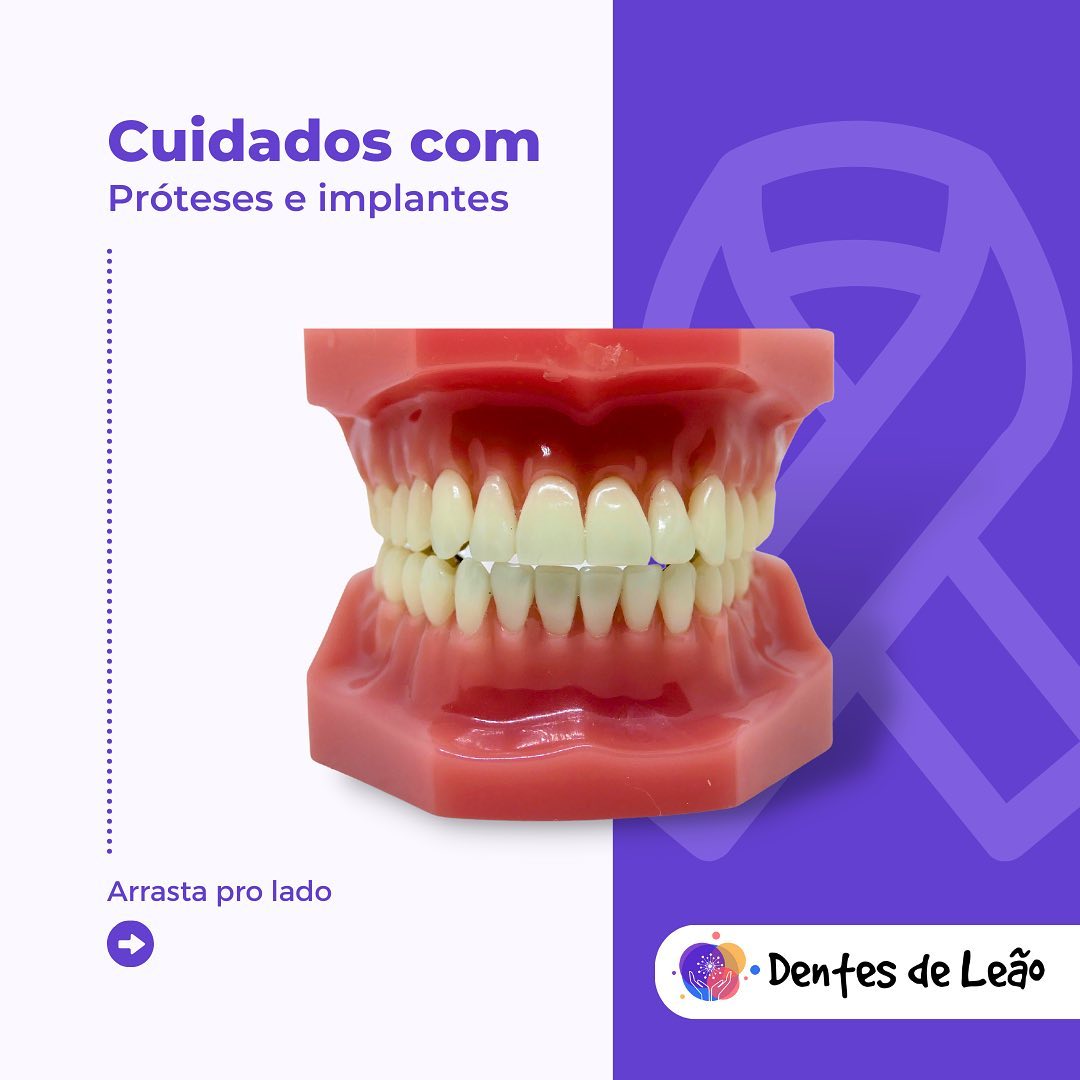 Cuidados com
Próteses e implantes
Arrasta pro lado
Dentes de Leão